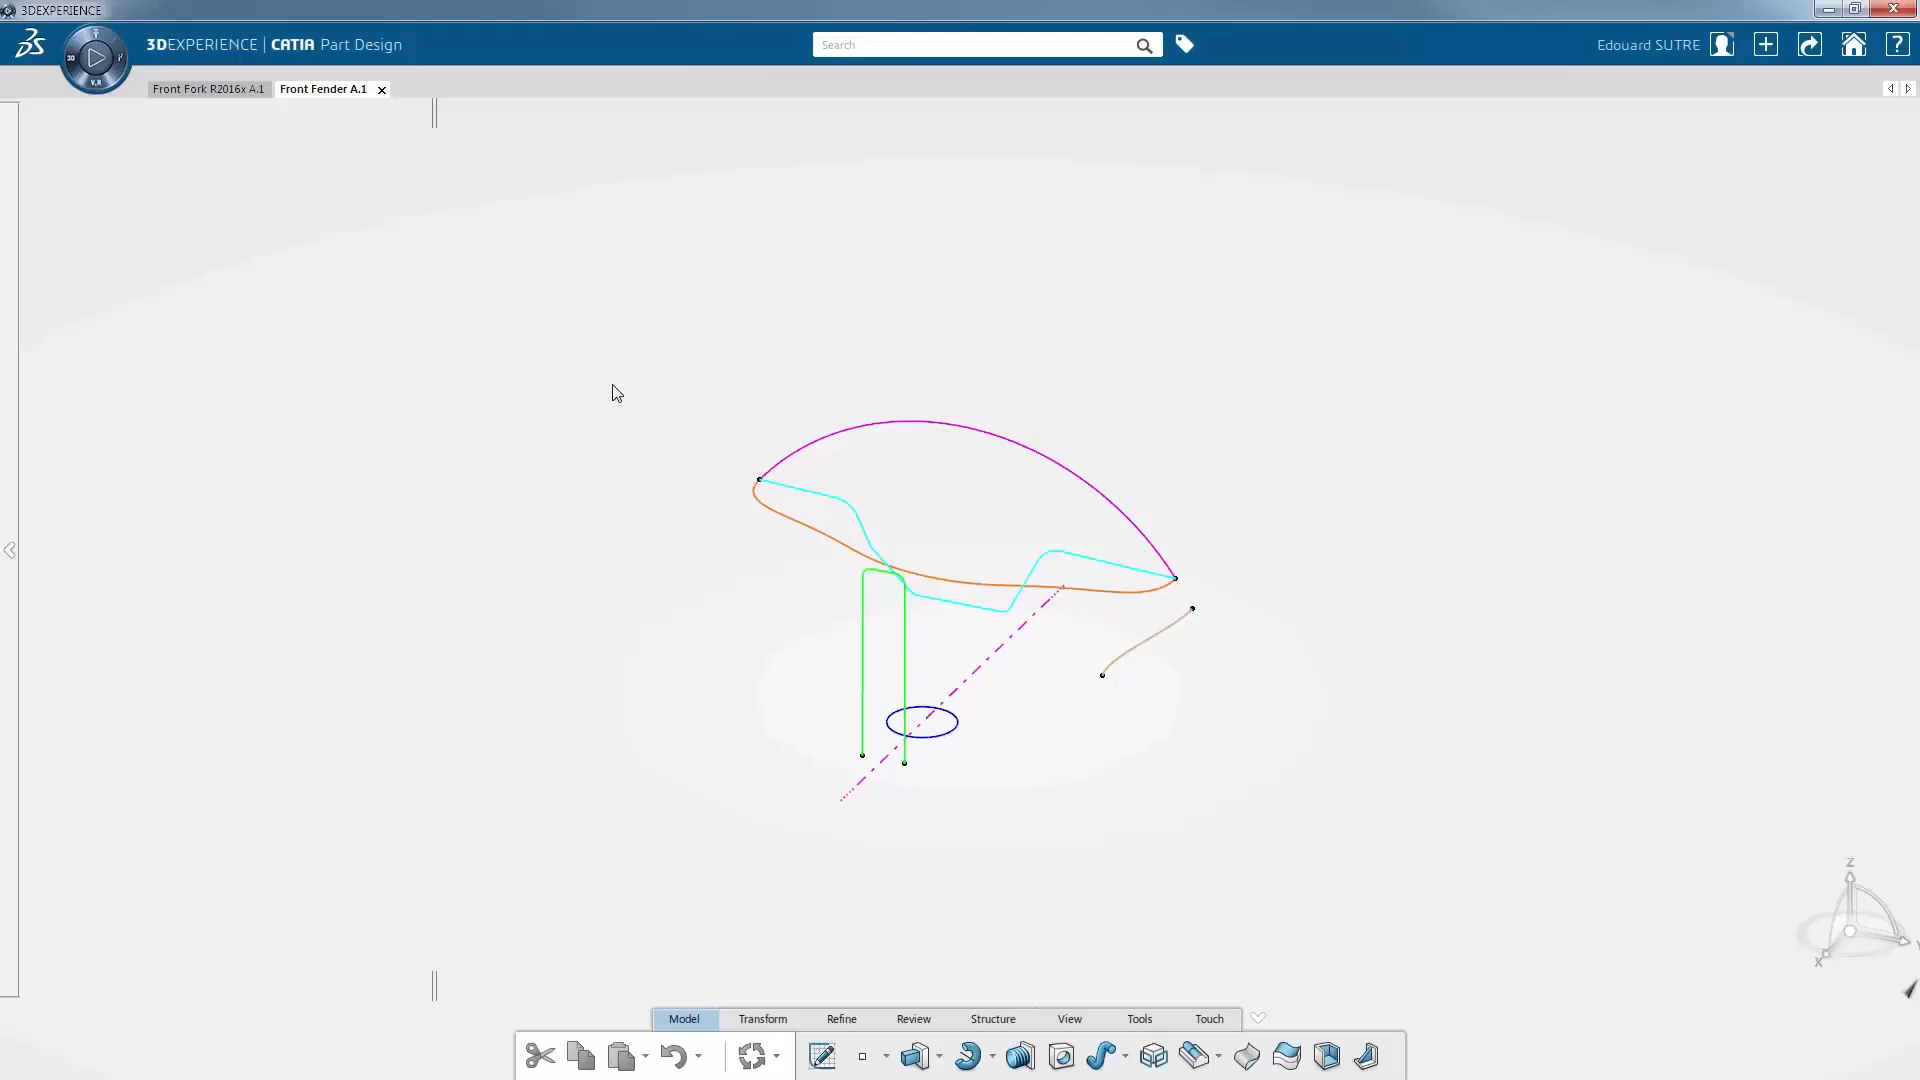 3DEXPERIENCE
3DEXPERIENCE | CATIA Part Design
Search
Edouard SUTRE
3D
V.R
Front Fork R2016x A.1
Front Fender A.1
Z
X
Model
Transform
Refine
Review
Structure
View
Tools
Touch